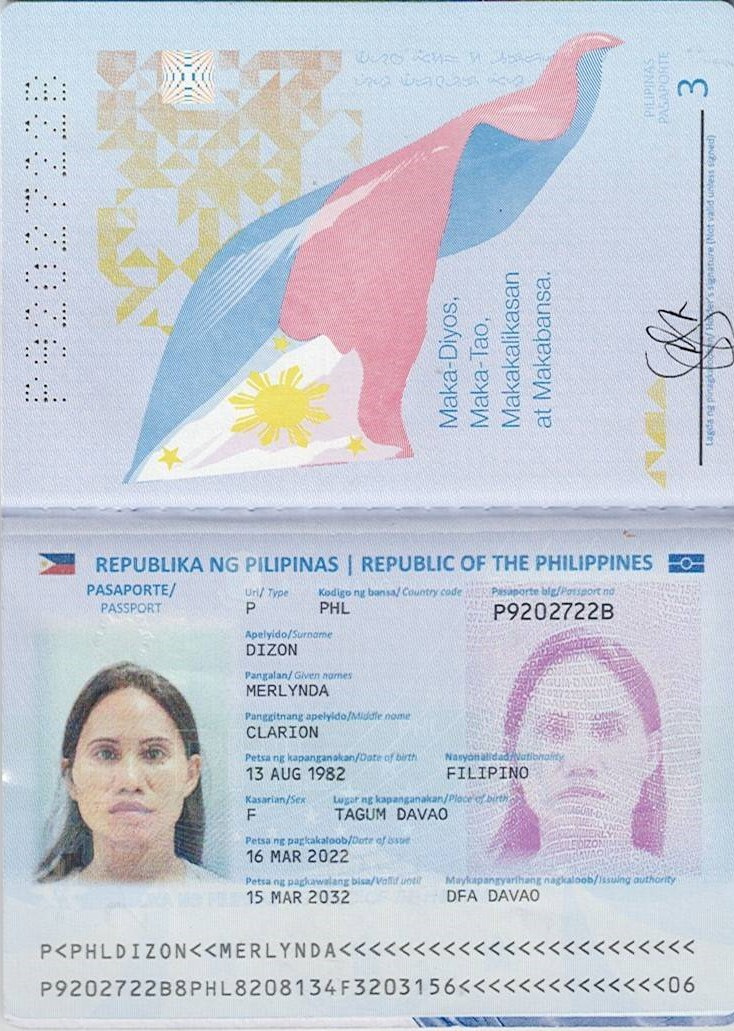 P9202722B
PILIPINAS
PASAPORTE
3
Maka-Diyos,
Maka-Tao,
Makakalikasan
at Makabansa.
Lagda ng Holder's signature (Not valid unless signed)
REPUBLIKA NG PILIPINAS | REPUBLIC OF THE PHILIPPINES
PASAPORTE/
PASSPORT
Uri/ Type Kodigo ng bansa/ Country code Pasaporte blg/Passport no
P PHL P9202722B
Apelyido/Surname
DIZON
Pangalan/ Given names
MERLYNDA
Panggitnang apelyido/Middle name
CLARION
Petsa ng kapanganakan/Date of birth Nasyonalidad/Nationality
13 AUG 1982 FILIPINO
Kasarian/Sex Lugar ng kapanganakan/Place of birth
F TAGUM DAVAO
Petsa ng pagkakaloob/Date of issue
16 MAR 2022
Petsa ng pagkawalang bisa/Valid until Maykapangyarihang nagkaloob/Issuing authority
15 MAR 2032 DFA DAVAO
P<PHLDIZON<<MERLYNDA<<<<<<<<<<<<<<<<<<<<<<<<
P9202722B8PHL8208134F3203156<<<<<<<<<<<<<<06